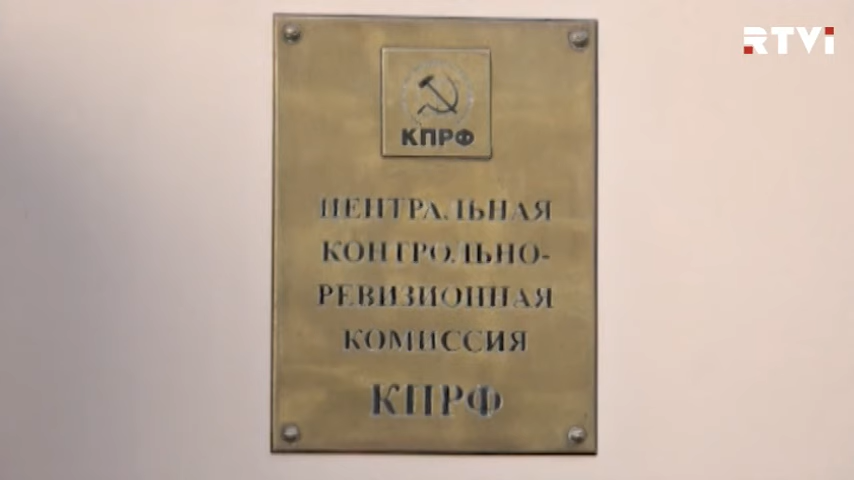 RTVi
КПРФ
ЦЕНТРАЛЬНАЯ
КОНТРОЛЬНО-
РЕВИЗИОННАЯ
КОМИССИЯ
КПРФ